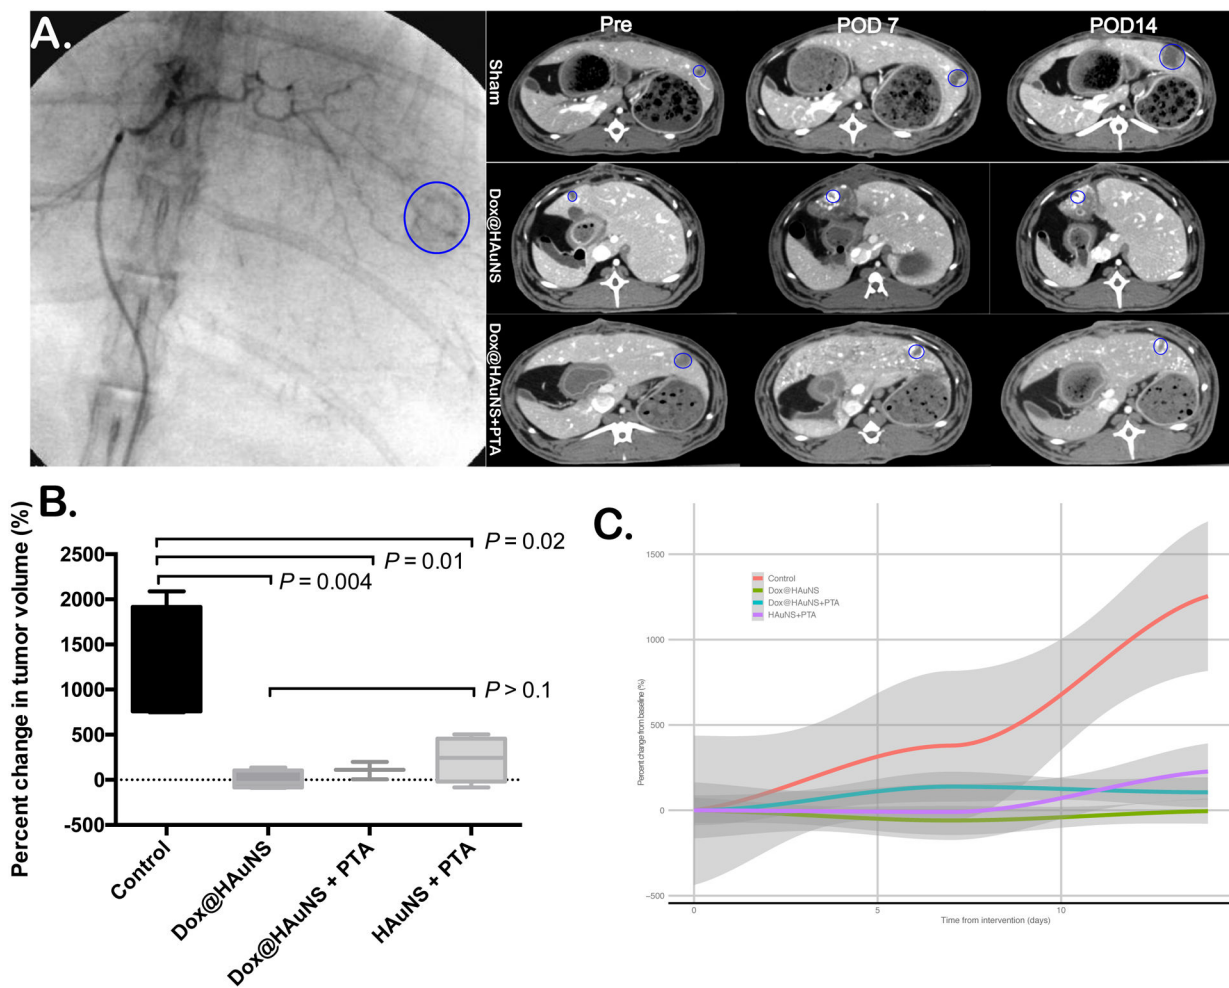 A.
Pre
POD 7
POD14
Sham
Dox@HAuNS
Dox@HAuNS+PTA
B.
Percent change in tumor volume (%)
2500
2000
1500
1000
500
0
-500
P = 0.02
P = 0.01
P = 0.004
P > 0.1
Control
Dox@HAuNS
Dox@HAuNS + PTA
HAuNS + PTA
C.
Percent change from baseline (%)
1500
1000
500
0
−500
Control
Dox@HAuNS
Dox@HAuNS+PTA
HAuNS+PTA
0
5
10
Time from intervention (days)